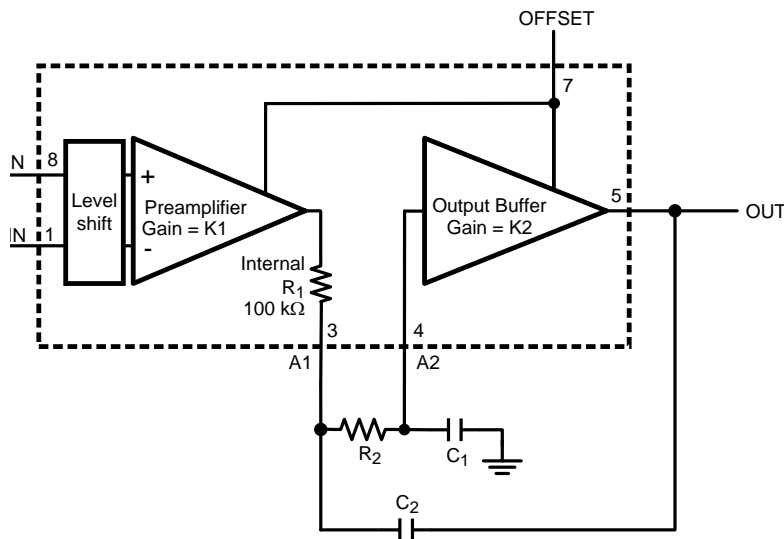 OFFSET
7
8
N
Level
shift
+
-
Preamplifier
Gain = K1
Output Buffer
Gain = K2
5
OUT
IN
1
Internal
R1
100 kΩ
3
4
A1
A2
R2
C1
C2